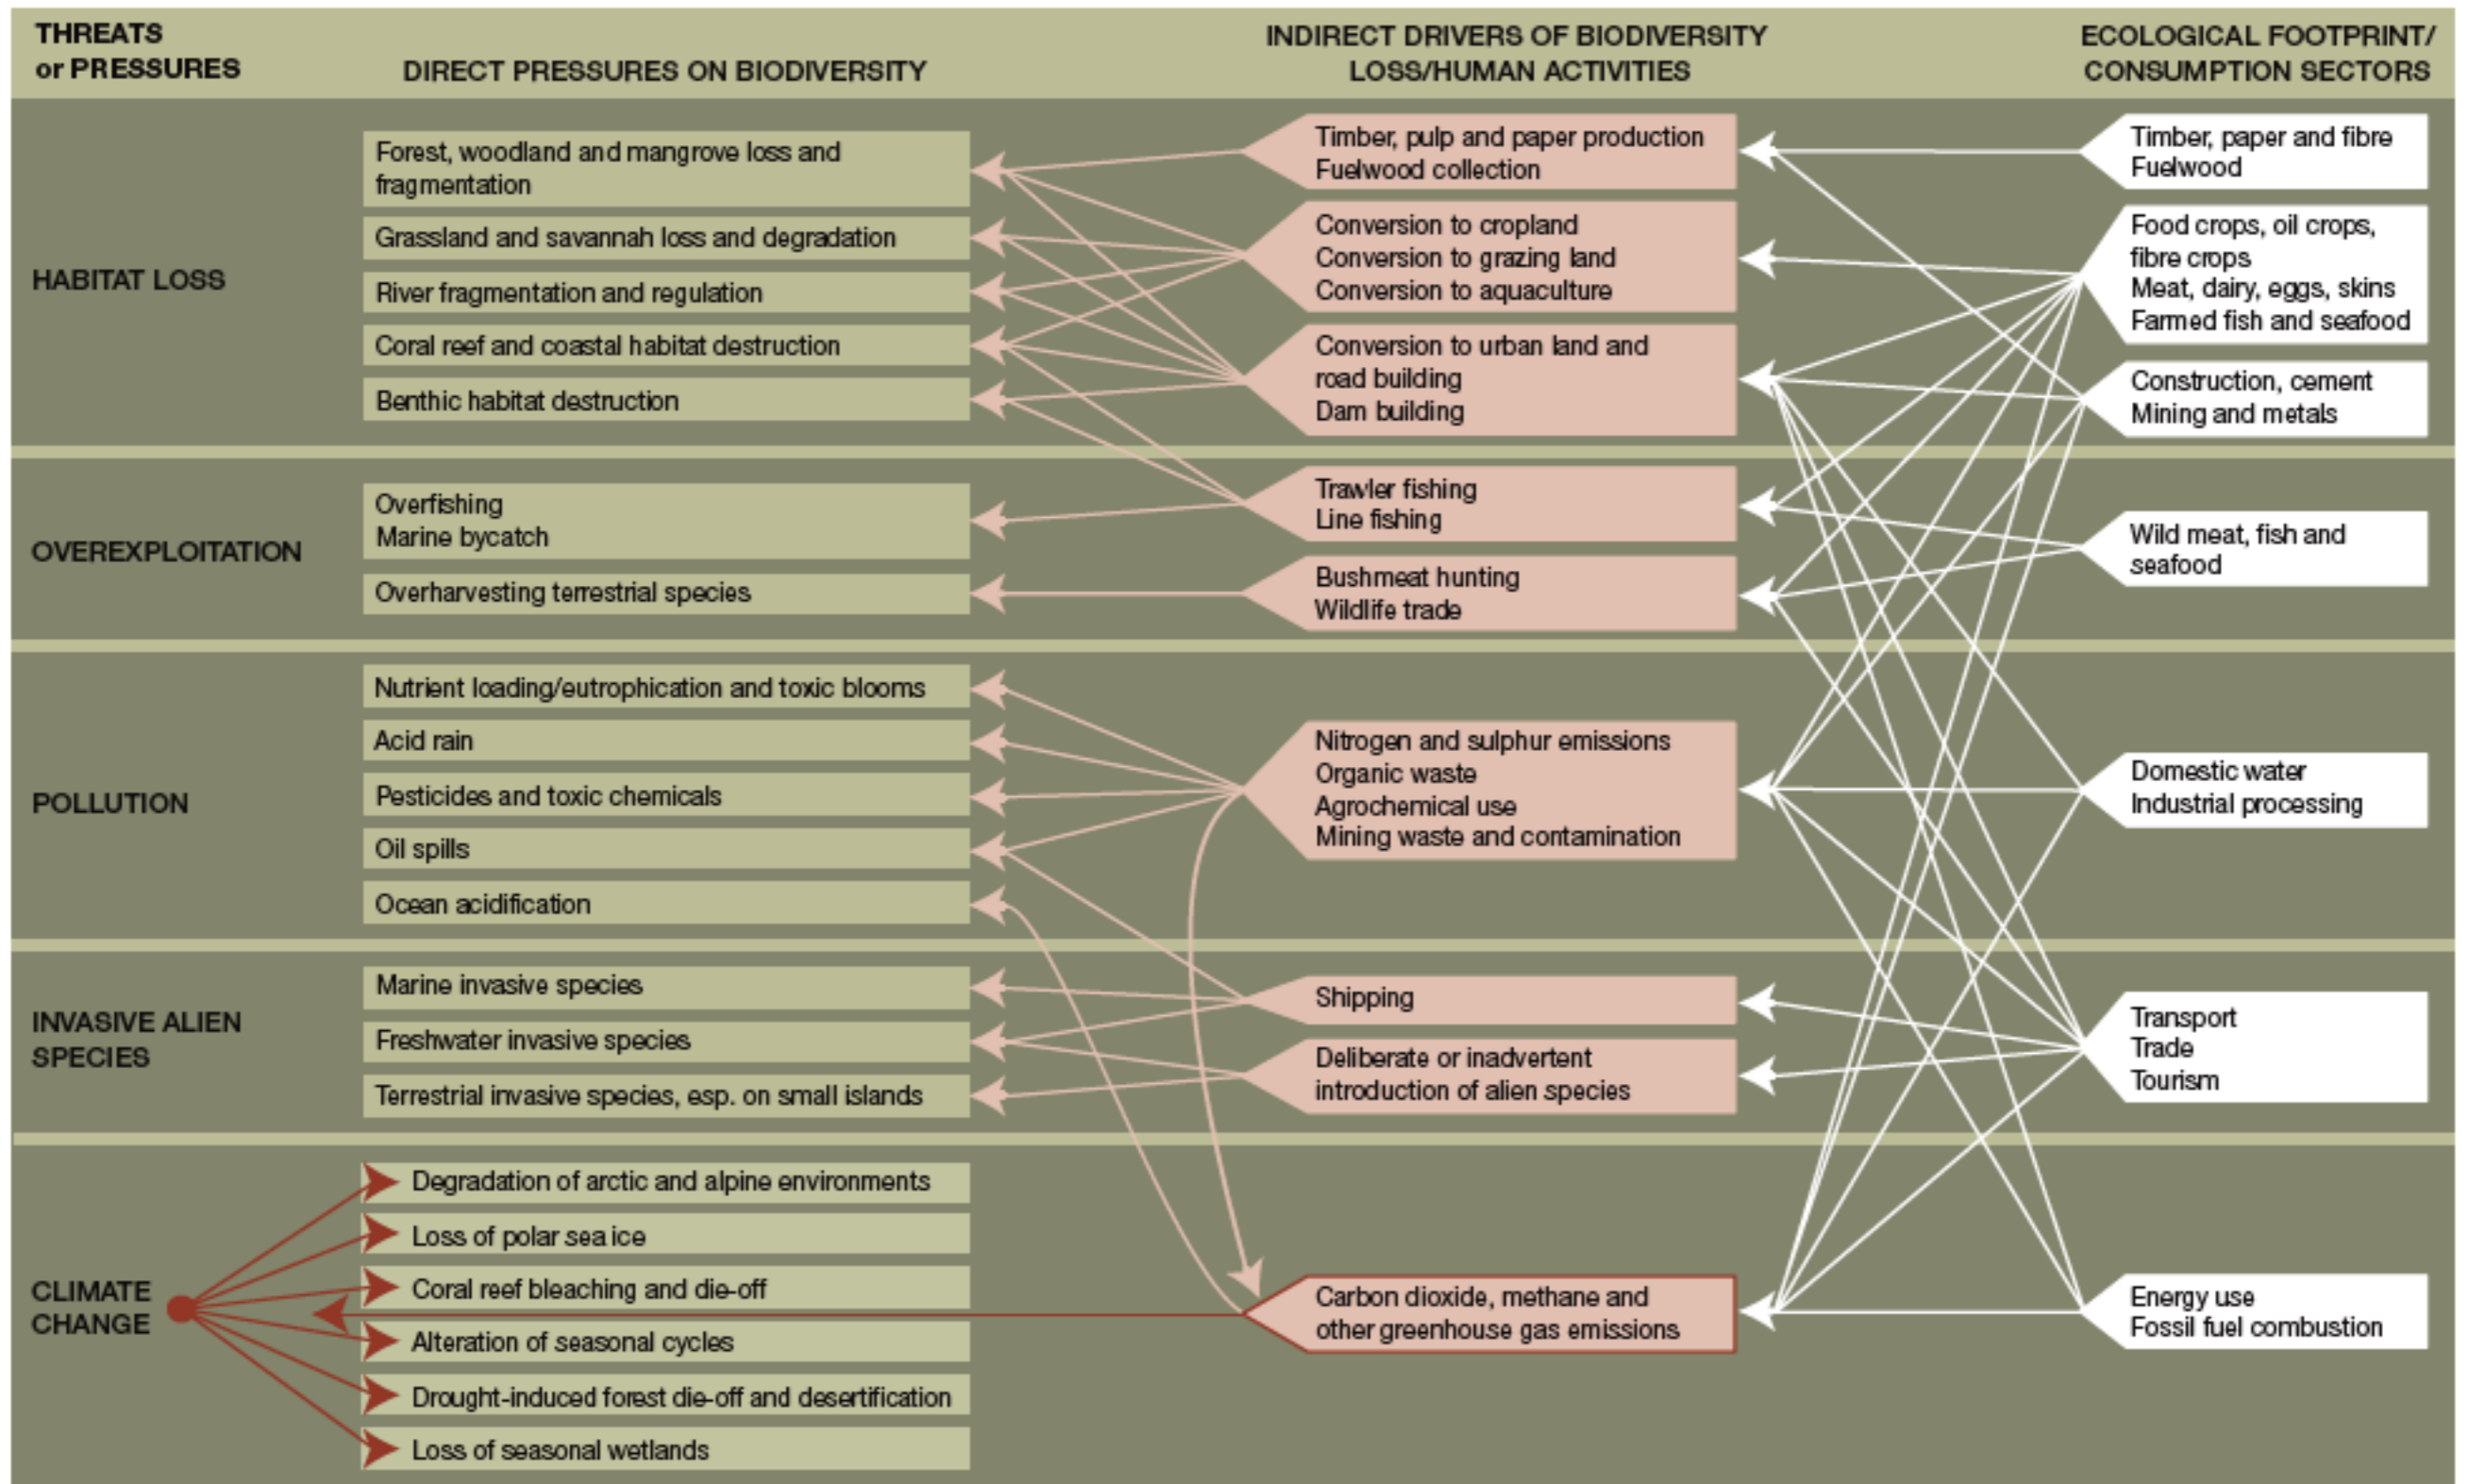 THREATS
or PRESSURES
DIRECT PRESSURES ON BIODIVERSITY
INDIRECT DRIVERS OF BIODIVERSITY
LOSS/HUMAN ACTIVITIES
ECOLOGICAL FOOTPRINT/
CONSUMPTION SECTORS
HABITAT LOSS
Forest, woodland and mangrove loss and
fragmentation
Grassland and savannah loss and degradation
River fragmentation and regulation
Coral reef and coastal habitat destruction
Benthic habitat destruction
Timber, pulp and paper production
Fuelwood collection
Conversion to cropland
Conversion to grazing land
Conversion to aquaculture
Conversion to urban land and
road building
Dam building
Timber, paper and fibre
Fuelwood
Food crops, oil crops,
fibre crops
Meat, dairy, eggs, skins
Farmed fish and seafood
Construction, cement
Mining and metals
OVEREXPLOITATION
Overfishing
Marine bycatch
Overharvesting terrestrial species
Trawler fishing
Line fishing
Bushmeat hunting
Wildlife trade
Wild meat, fish and
seafood
POLLUTION
Nutrient loading/eutrophication and toxic blooms
Acid rain
Pesticides and toxic chemicals
Oil spills
Ocean acidification
Nitrogen and sulphur emissions
Organic waste
Agrochemical use
Mining waste and contamination
Domestic water
Industrial processing
INVASIVE ALIEN
SPECIES
Marine invasive species
Freshwater invasive species
Terrestrial invasive species, esp. on small islands
Shipping
Deliberate or inadvertent
introduction of alien species
Transport
Trade
Tourism
CLIMATE
CHANGE
Degradation of arctic and alpine environments
Loss of polar sea ice
Coral reef bleaching and die-off
Alteration of seasonal cycles
Drought-induced forest die-off and desertification
Loss of seasonal wetlands
Carbon dioxide, methane and
other greenhouse gas emissions
Energy use
Fossil fuel combustion